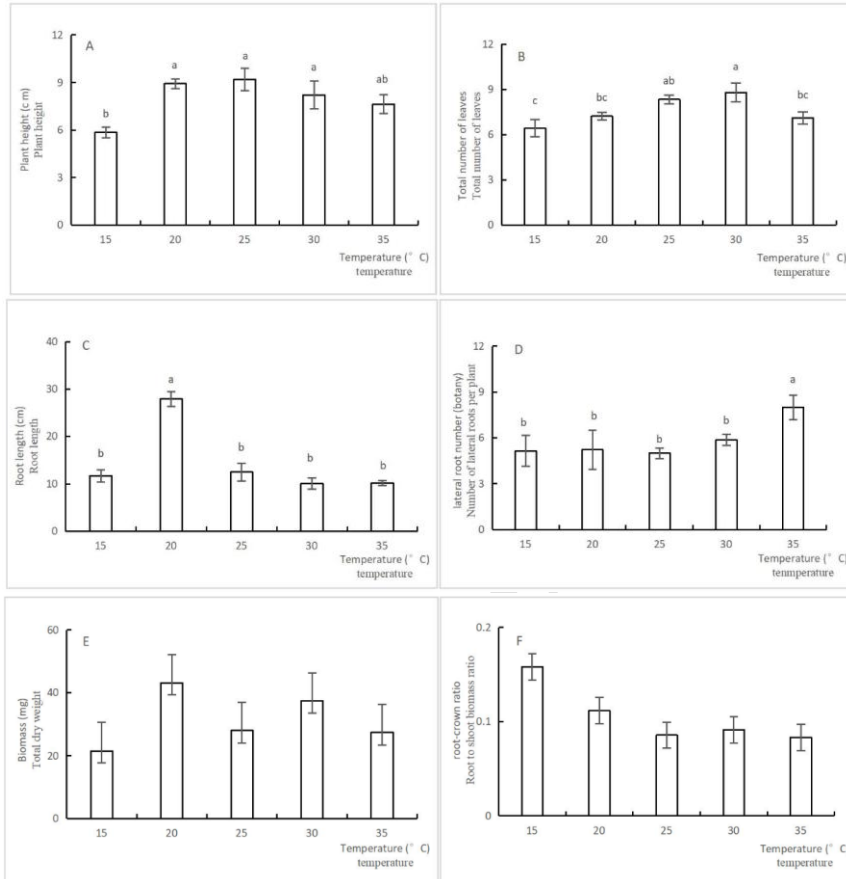 A
Plant height (c m)
Plant height
12
9
6
3
0
b
a
a
a
ab
15 20 25 30 35
Temperature (° C)
temperature
B
Total number of leaves
Total number of leaves
12
9
6
3
0
c
bc
ab
a
bc
15 20 25 30 35
Temperature (° C)
temperature
C
Root length (cm)
Root length
40
30
20
10
0
b
a
b
b
b
15 20 25 30 35
Temperature (° C)
temperature
D
lateral root number (botany)
Number of lateral roots per plant
12
9
6
3
0
b
b
b
b
a
15 20 25 30 35
Temperature (° C)
tenmperature
E
Biomass (mg)
Total dry weight
60
40
20
0
15 20 25 30 35
Temperature (° C)
temperature
F
root-crown ratio
Root to shoot biomass ratio
0.2
0.1
0
15 20 25 30 35
Temperature (° C)
temperature